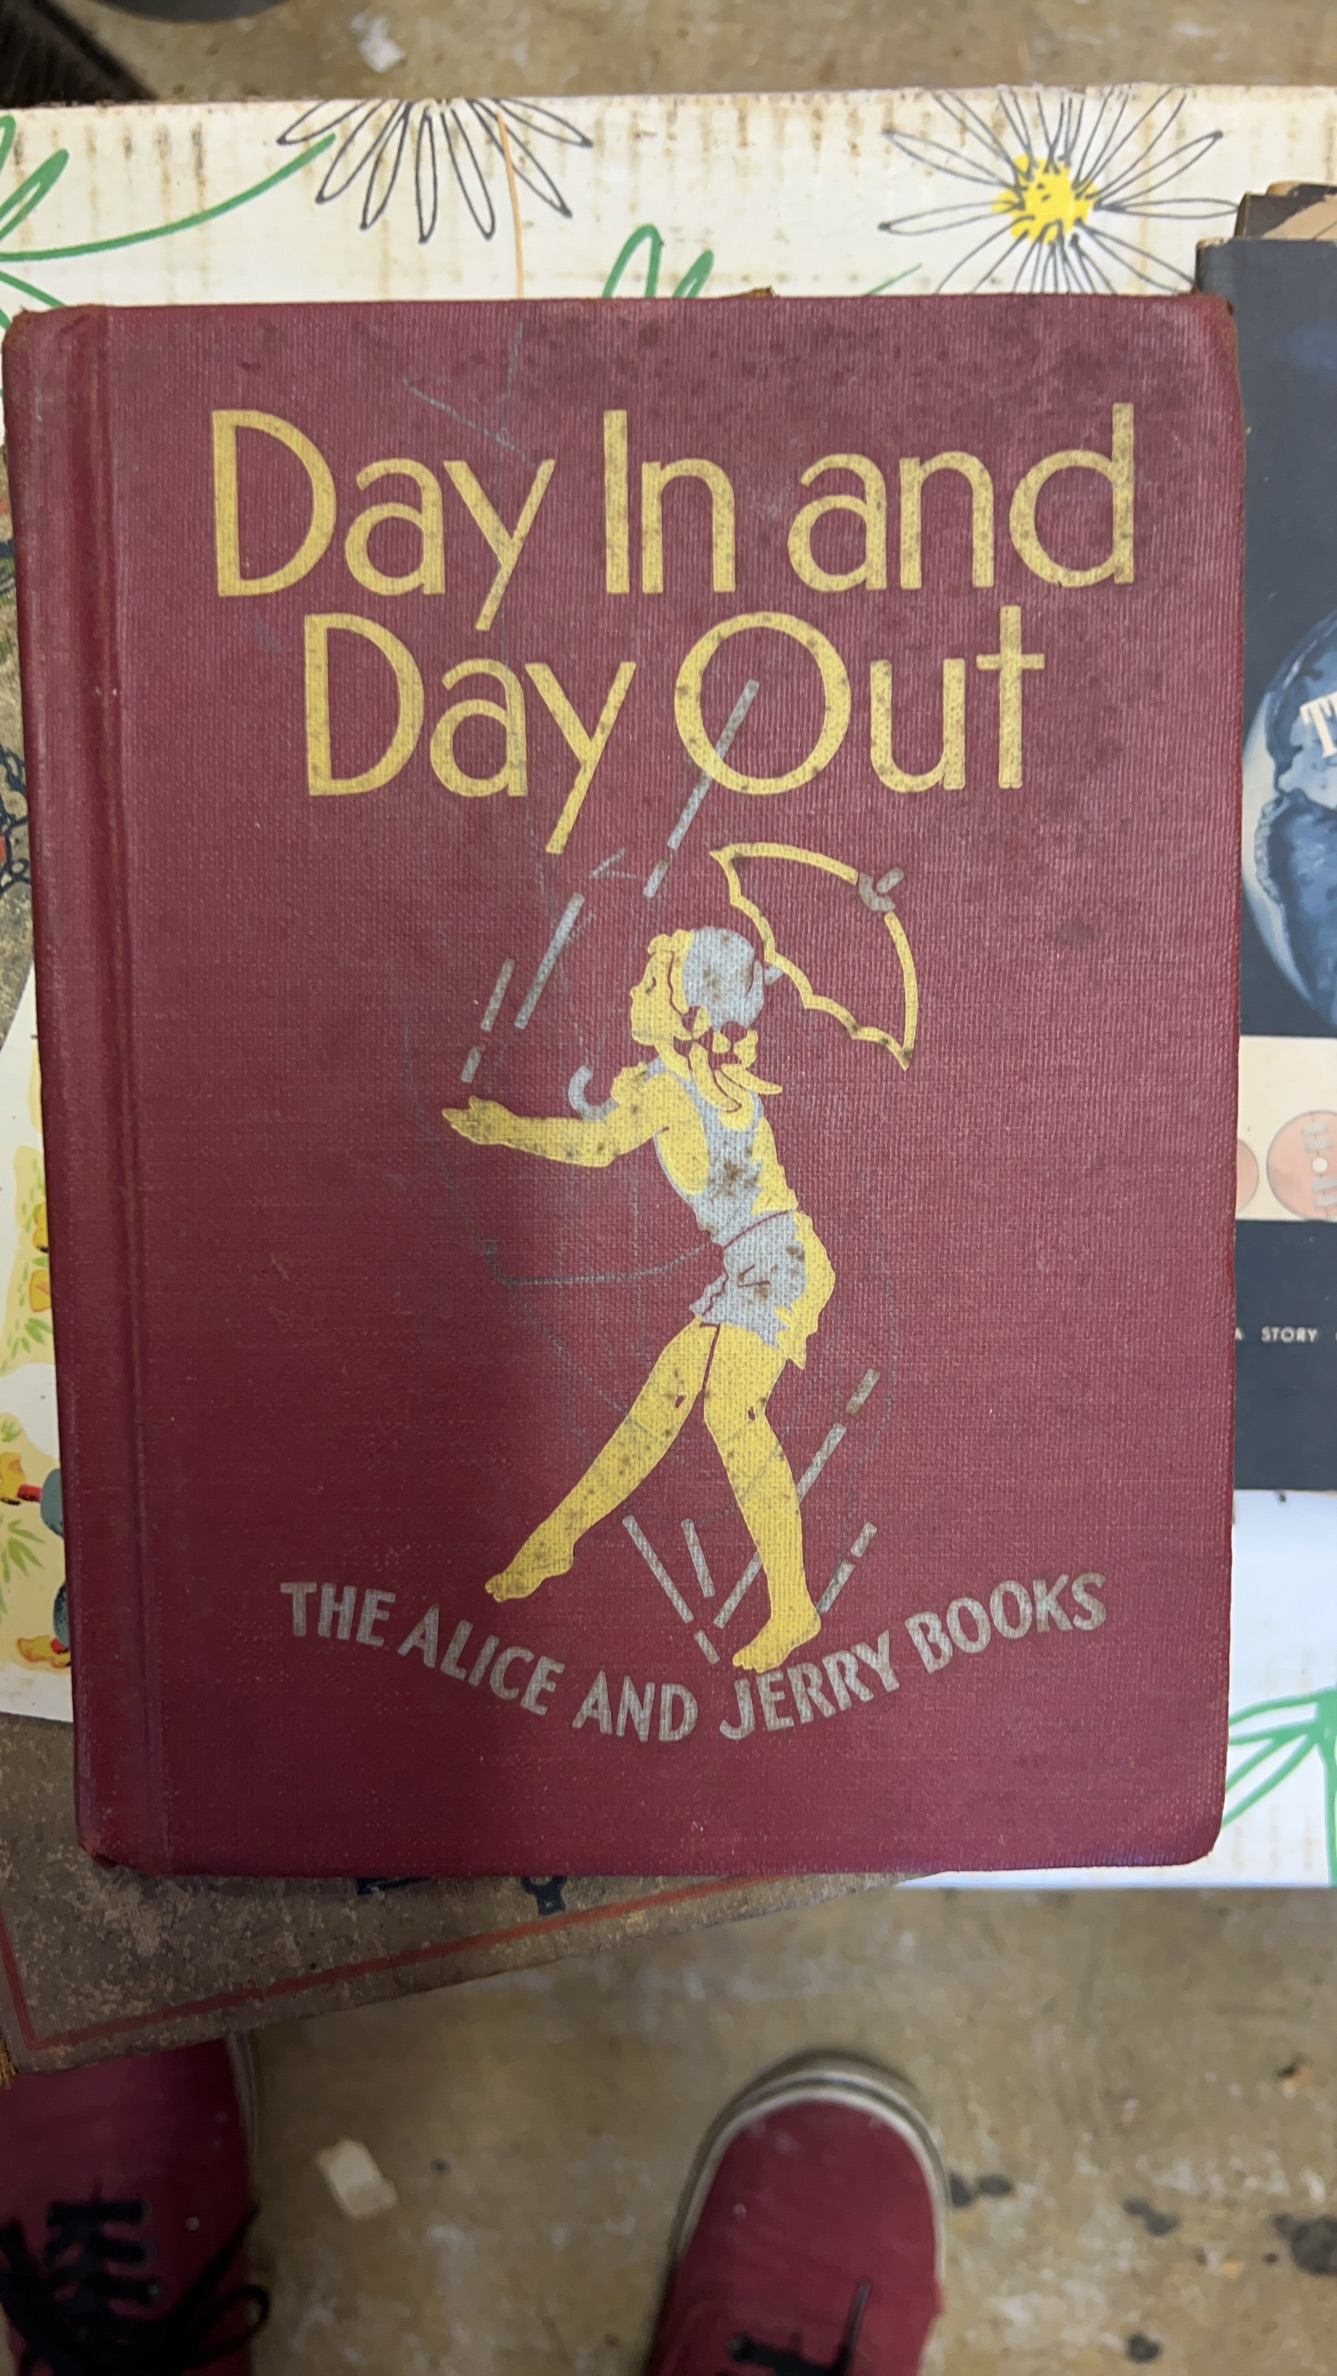 Day In and
Day Out
THE ALICE AND JERRY BOOKS
A STORY